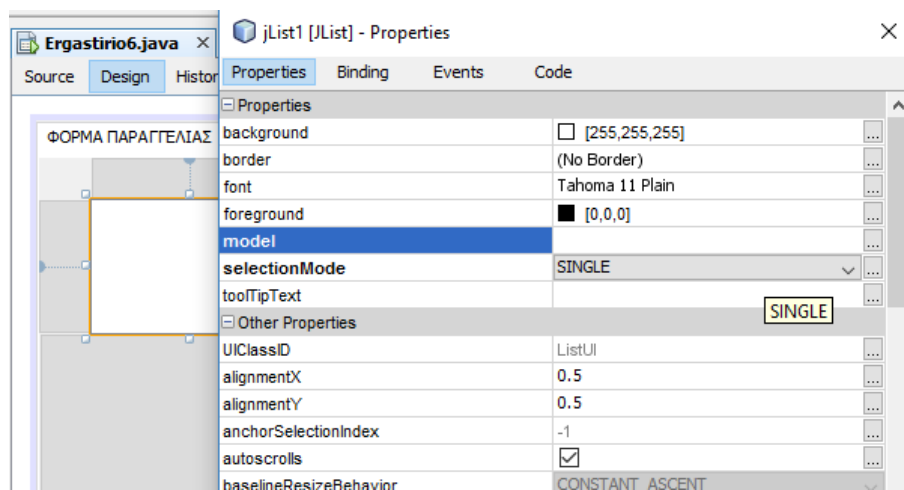 Ergastirio6.java
Source Design Histor
ΦΟΡΜΑ ΠΑΡΑΓΓΕΛΙΑΣ
jList1 [JList] - Properties
Properties Binding Events Code
Properties
background [255,255,255] ...
border (No Border) ...
font Tahoma 11 Plain ...
foreground [0,0,0] ...
model ...
selectionMode SINGLE ...
toolTipText ...
SINGLE
Other Properties
UIClassID ListUI ...
alignmentX 0.5 ...
alignmentY 0.5 ...
anchorSelectionIndex -1 ...
autoscrolls ...
baselineResizeBehavior CONSTANT_ASCENT